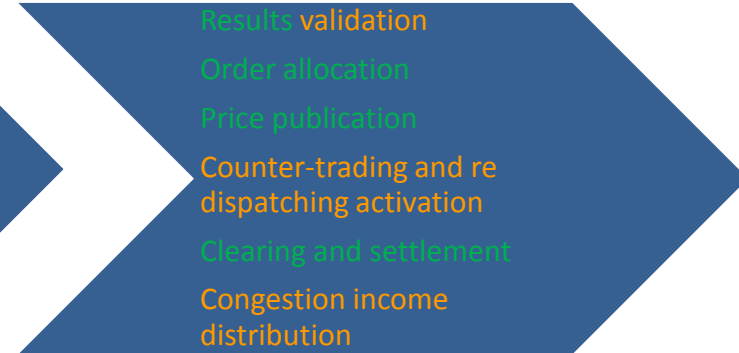 Results validation
Order allocation
Price publication
Counter-trading and re
dispatching activation
Clearing and settlement
Congestion income
distribution